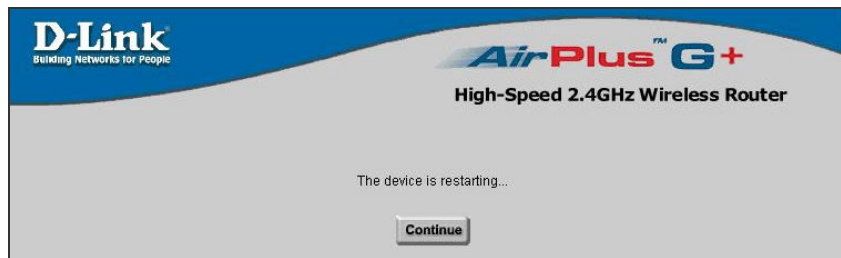 D-Link
Building Networks for People
AirPlus™ G+
High-Speed 2.4GHz Wireless Router
The device is restarting...
Continue